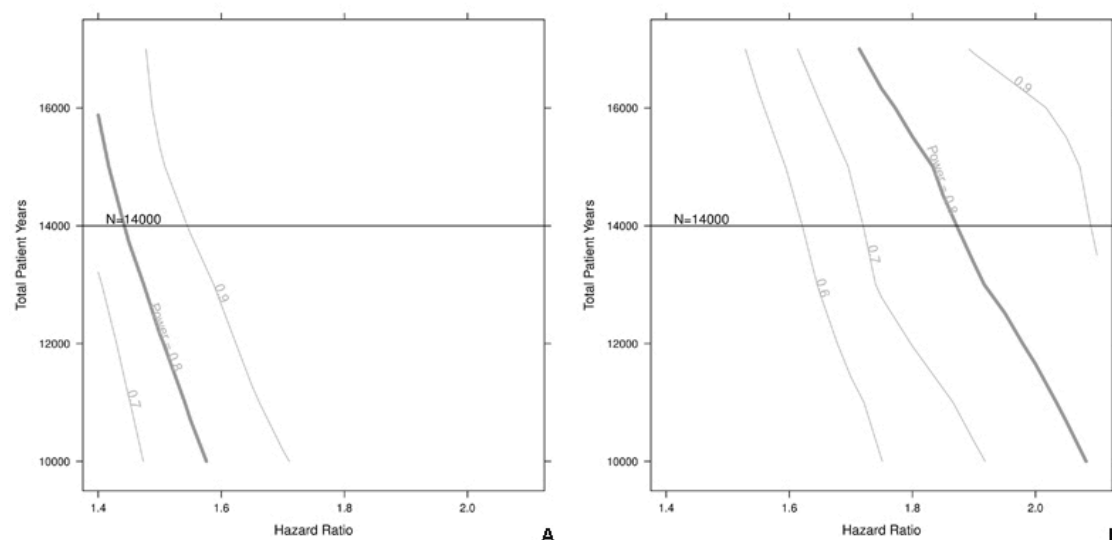 16000
14000
12000
10000
Total Patient Years
N=14000
0.9
Power = 0.8
0.7
1.4 1.6 1.8 2.0
Hazard Ratio
A
16000
14000
12000
10000
Total Patient Years
N=14000
0.9
Power = 0.8
0.7
0.6
1.4 1.6 1.8 2.0
Hazard Ratio